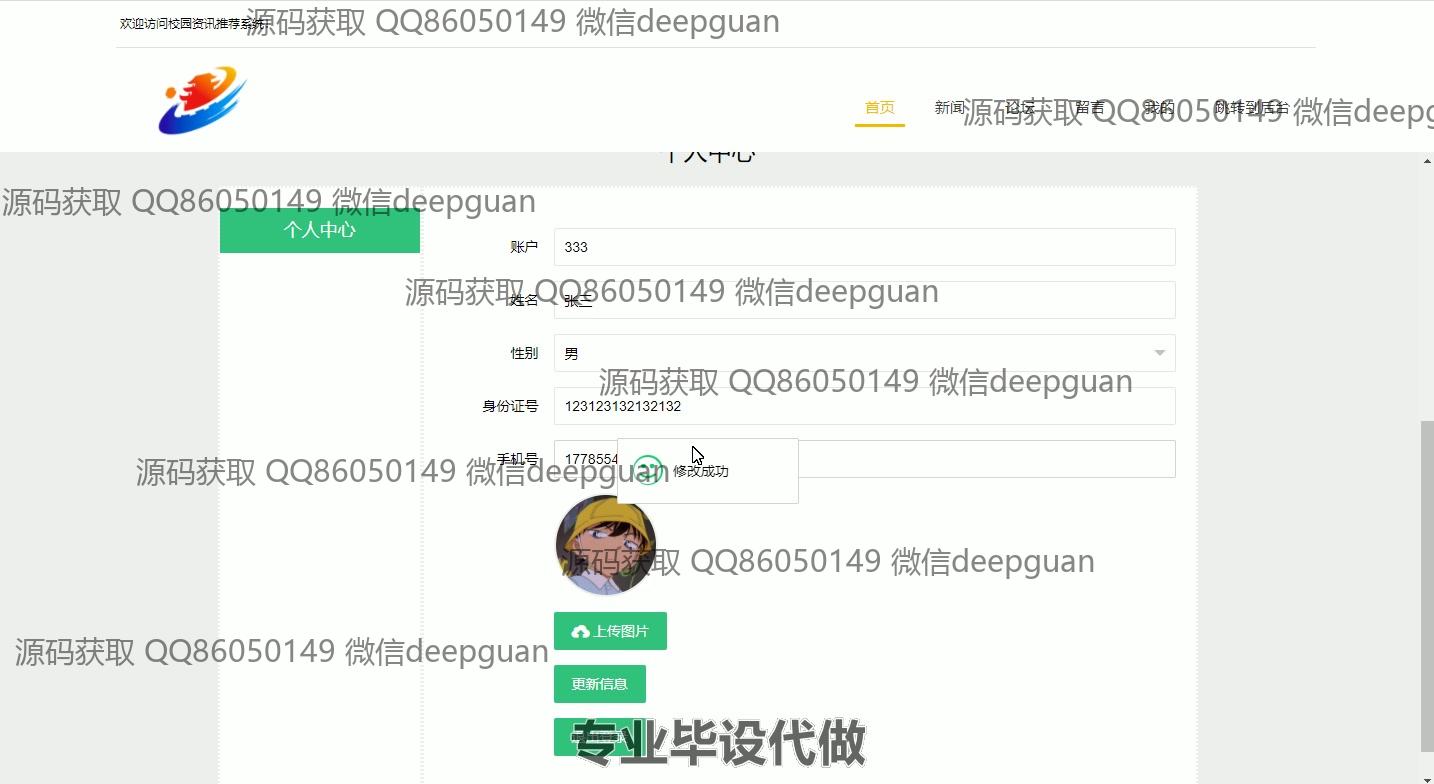 欢迎访问校园资讯推荐系统
源码获取 QQ86050149 微信deepguan
首页
新闻
论坛
留言
我的
跳转到后台
源码获取 QQ86050149 微信deepg
个人中心
源码获取 QQ86050149 微信deepguan
个人中心
账户
333
源码获取 QQ86050149 微信deepguan
姓名
张三
性别
男
源码获取 QQ86050149 微信deepguan
身份证号
123123132132132
手机号
1778554
修改成功
源码获取 QQ86050149 微信deepguan
源码获取 QQ86050149 微信deepguan
上传图片
源码获取 QQ86050149 微信deepguan
更新信息
专业毕设代做